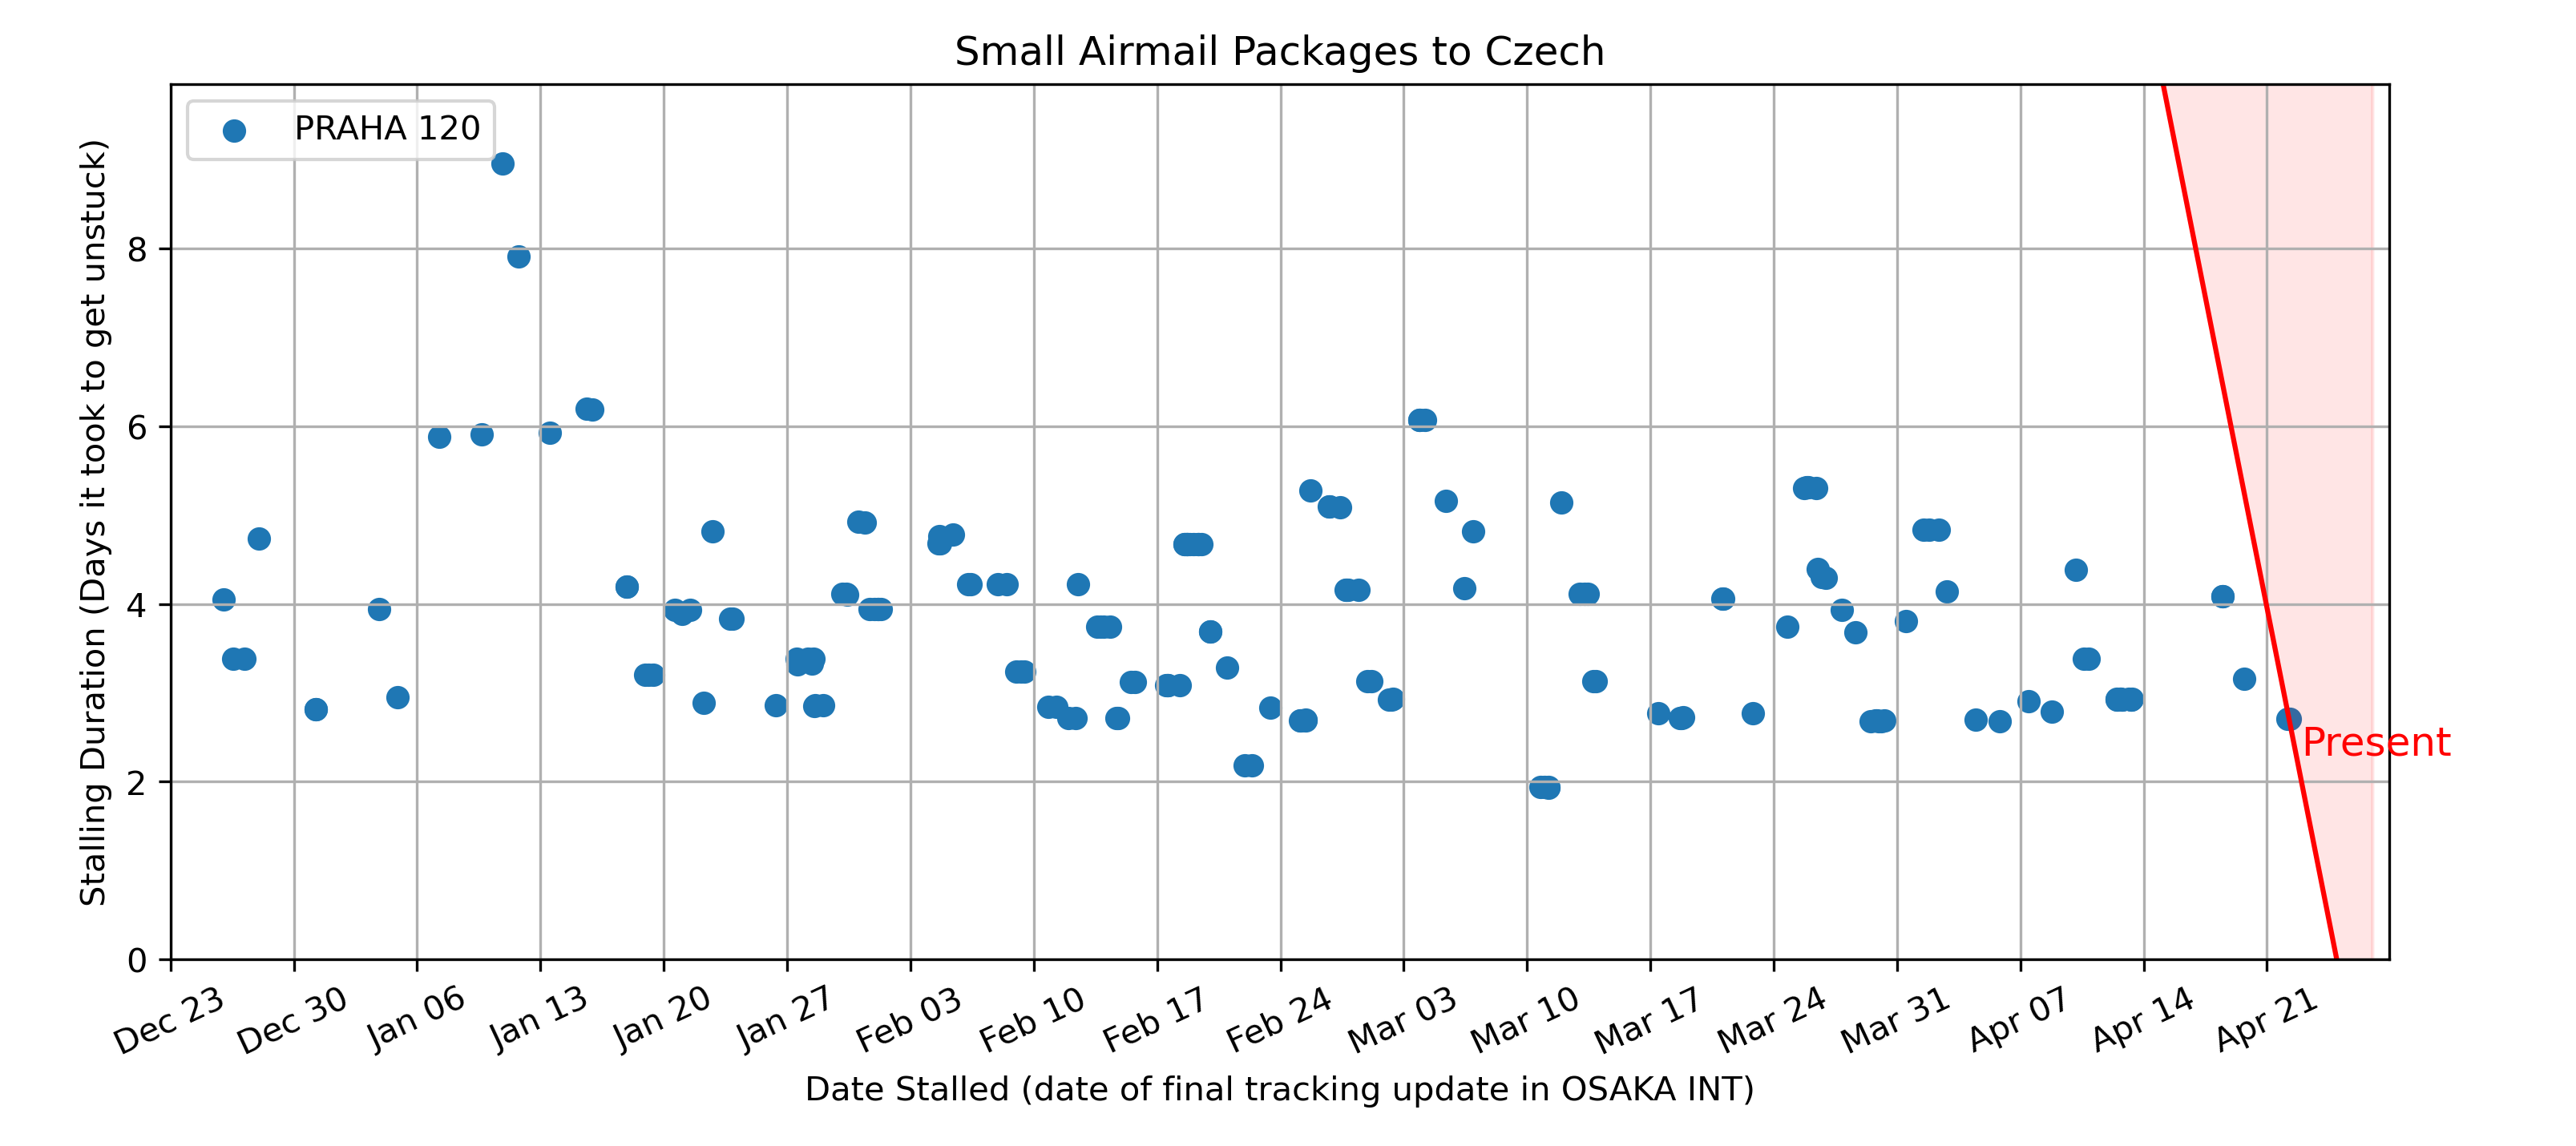 Small Airmail Packages to Czech
PRAHA 120
Stalling Duration (Days it took to get unstuck)
8
6
4
2
0
Present
Dec 23
Dec 30
Jan 06
Jan 13
Jan 20
Jan 27
Feb 03
Feb 10
Feb 17
Feb 24
Mar 03
Mar 10
Mar 17
Mar 24
Mar 31
Apr 07
Apr 14
Apr 21
Date Stalled (date of final tracking update in OSAKA INT)